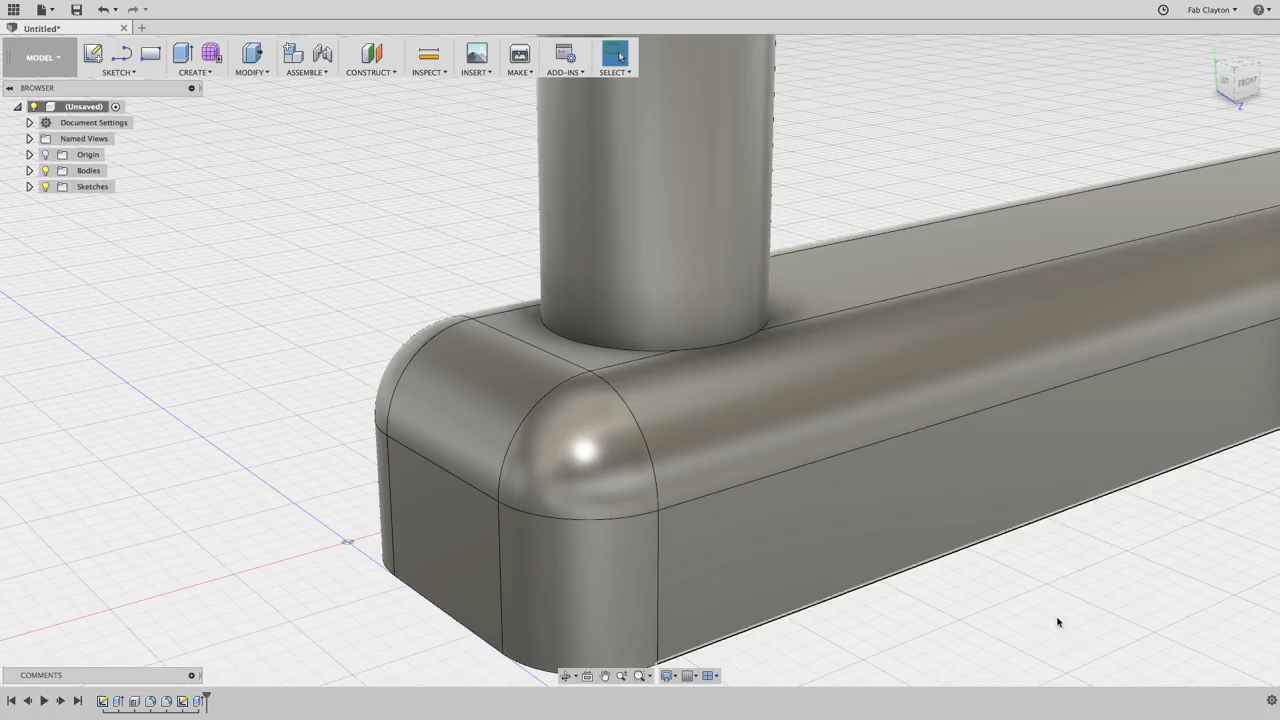 Fab Clayton
Untitled*
MODEL
SKETCH
CREATE
MODIFY
ASSEMBLE
CONSTRUCT
INSPECT
INSERT
MAKE
ADD-INS
SELECT
BROWSER
(Unsaved)
Document Settings
Named Views
Origin
Bodies
Sketches
FRONT
Z
COMMENTS